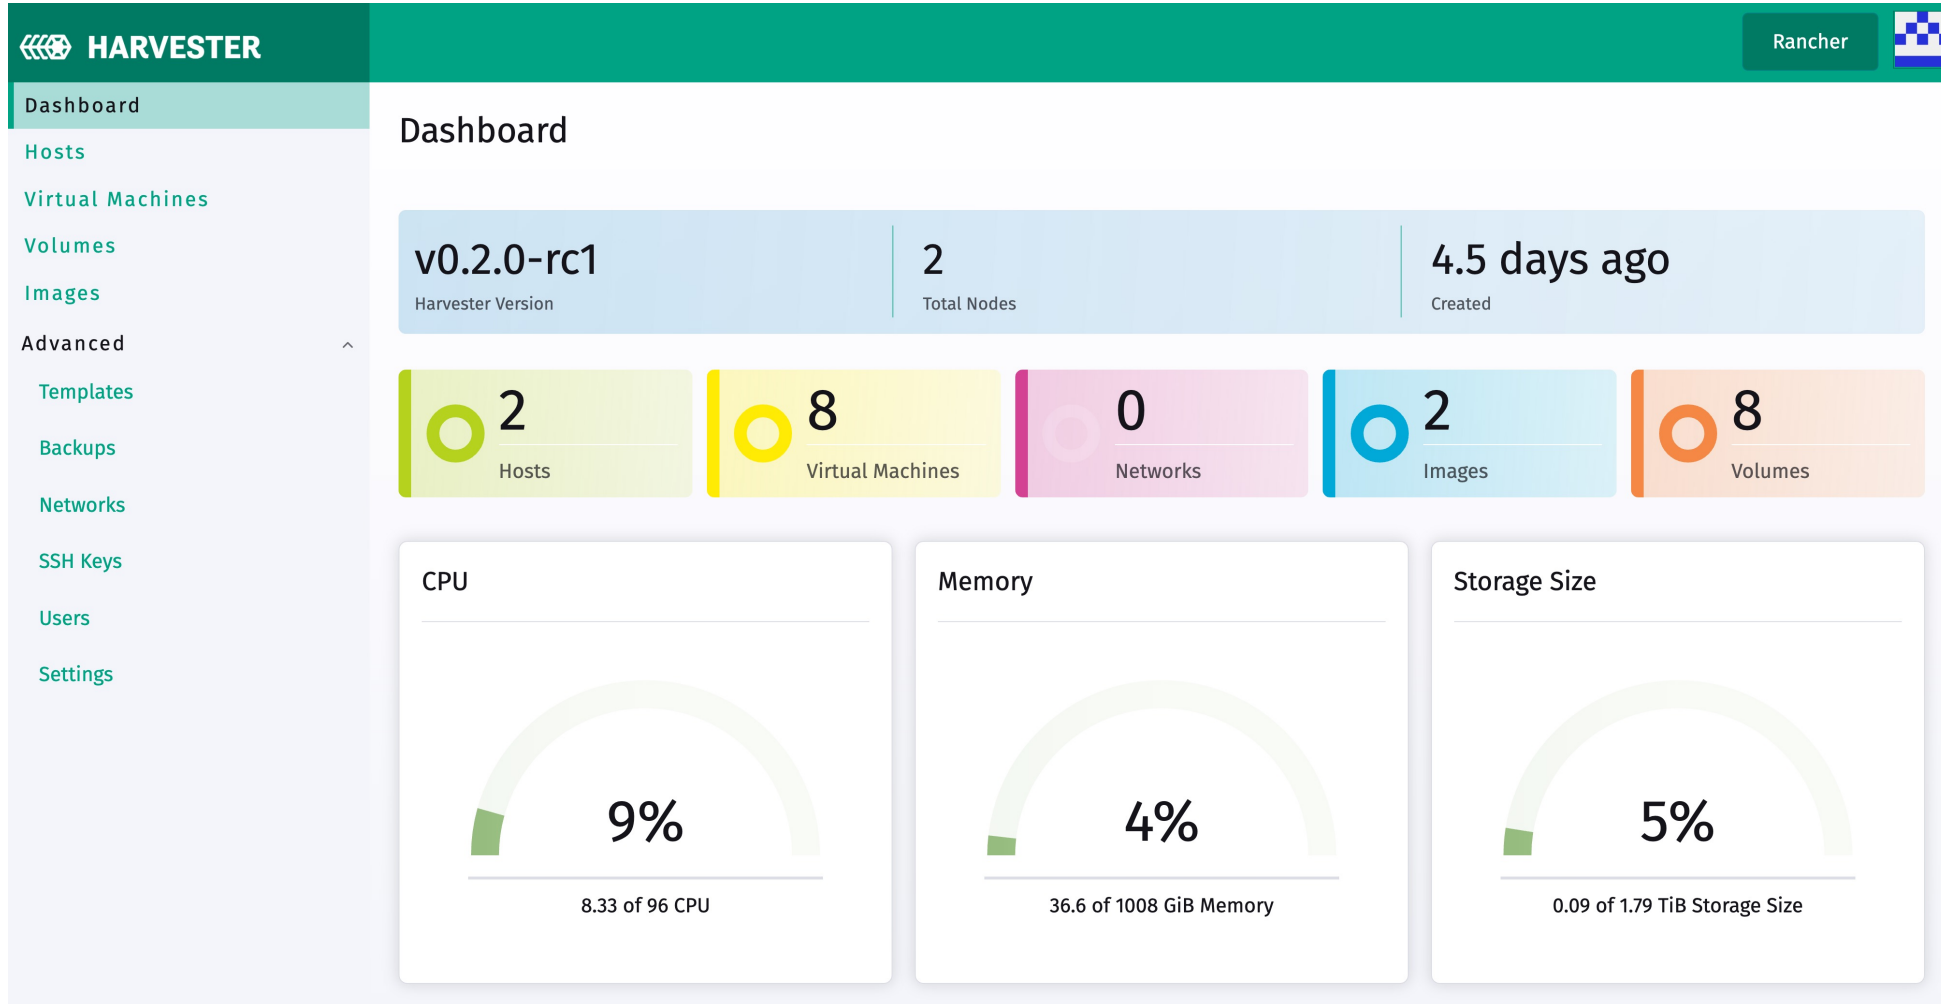 HARVESTER
Rancher
Dashboard
Hosts
Virtual Machines
Volumes
Images
Advanced
Templates
Backups
Networks
SSH Keys
Users
Settings
Dashboard
v0.2.0-rc1
Harvester Version
2
Total Nodes
4.5 days ago
Created
2
Hosts
8
Virtual Machines
0
Networks
2
Images
8
Volumes
CPU
9%
8.33 of 96 CPU
Memory
4%
36.6 of 1008 GiB Memory
Storage Size
5%
0.09 of 1.79 TiB Storage Size